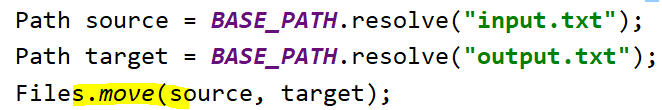 Path source = BASE_PATH.resolve("input.txt");
Path target = BASE_PATH.resolve("output.txt");
Files.move(source, target);